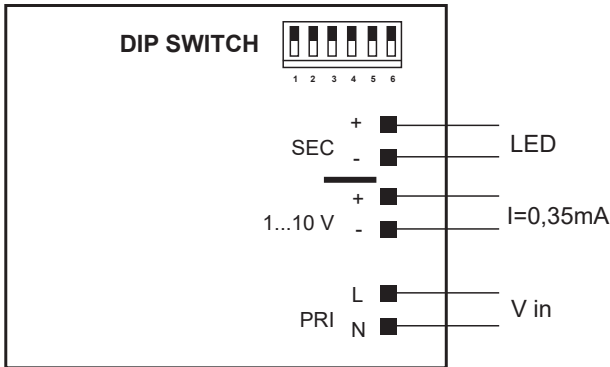 DIP SWITCH
1 2 3 4 5 6
+
SEC
-
LED
+
1...10 V
-
I=0,35mA
L
PRI
N
V in